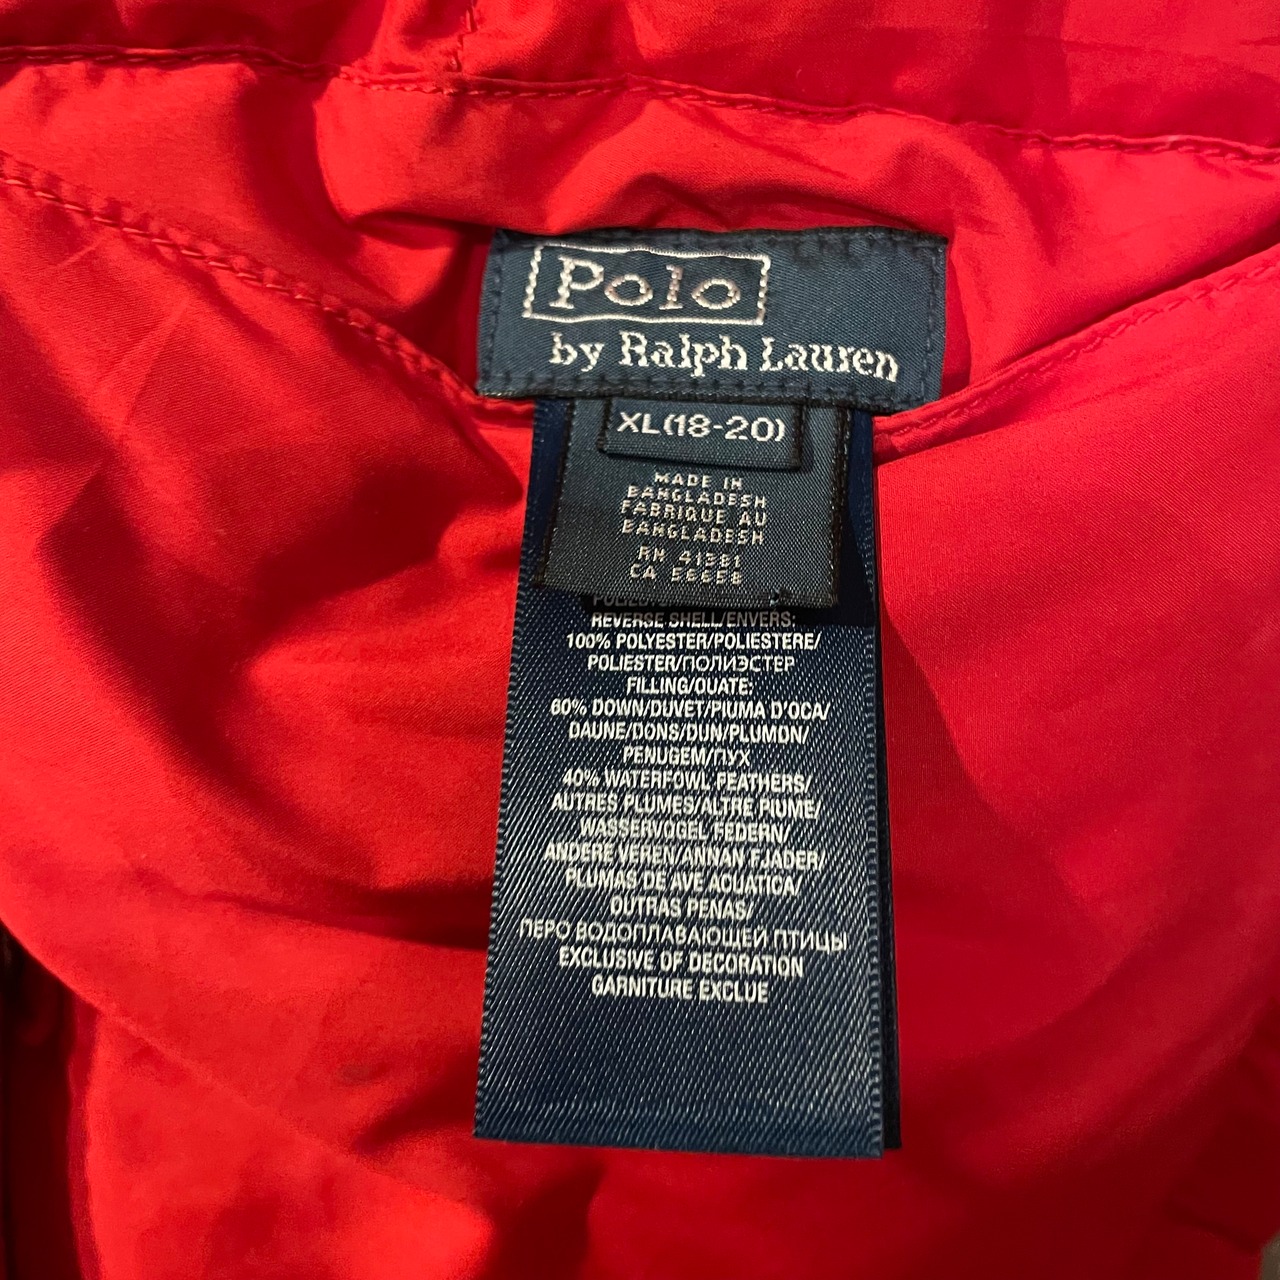 Polo
by Ralph Lauren
XL(18-20)
MADE IN
BANGLADESH
FABRIQUE AU
BANGLADESH
RN 41381
CA 56658
REVERSE SHELL/ENVERS:
100% POLYESTER/POLIESTERE/
POLIESTER/ПОЛИЭСТЕР
FILLING/OUATE:
60% DOWN/DUVET/PIUMA D'OCA/
DAUNE/DONS/DUN/PLUMON/
PENUGEM/ПУХ
40% WATERFOWL FEATHERS/
AUTRES PLUMES/ALTRE PIUME/
WASSERVOGEL FEDERN/
ANDERE VEREN/ANNAN FJADER/
PLUMAS DE AVE ACUATICA/
OUTRAS PENAS/
ПЕРО ВОДОПЛАВАЮЩЕЙ ПТИЦЫ
EXCLUSIVE OF DECORATION
GARNITURE EXCLUE